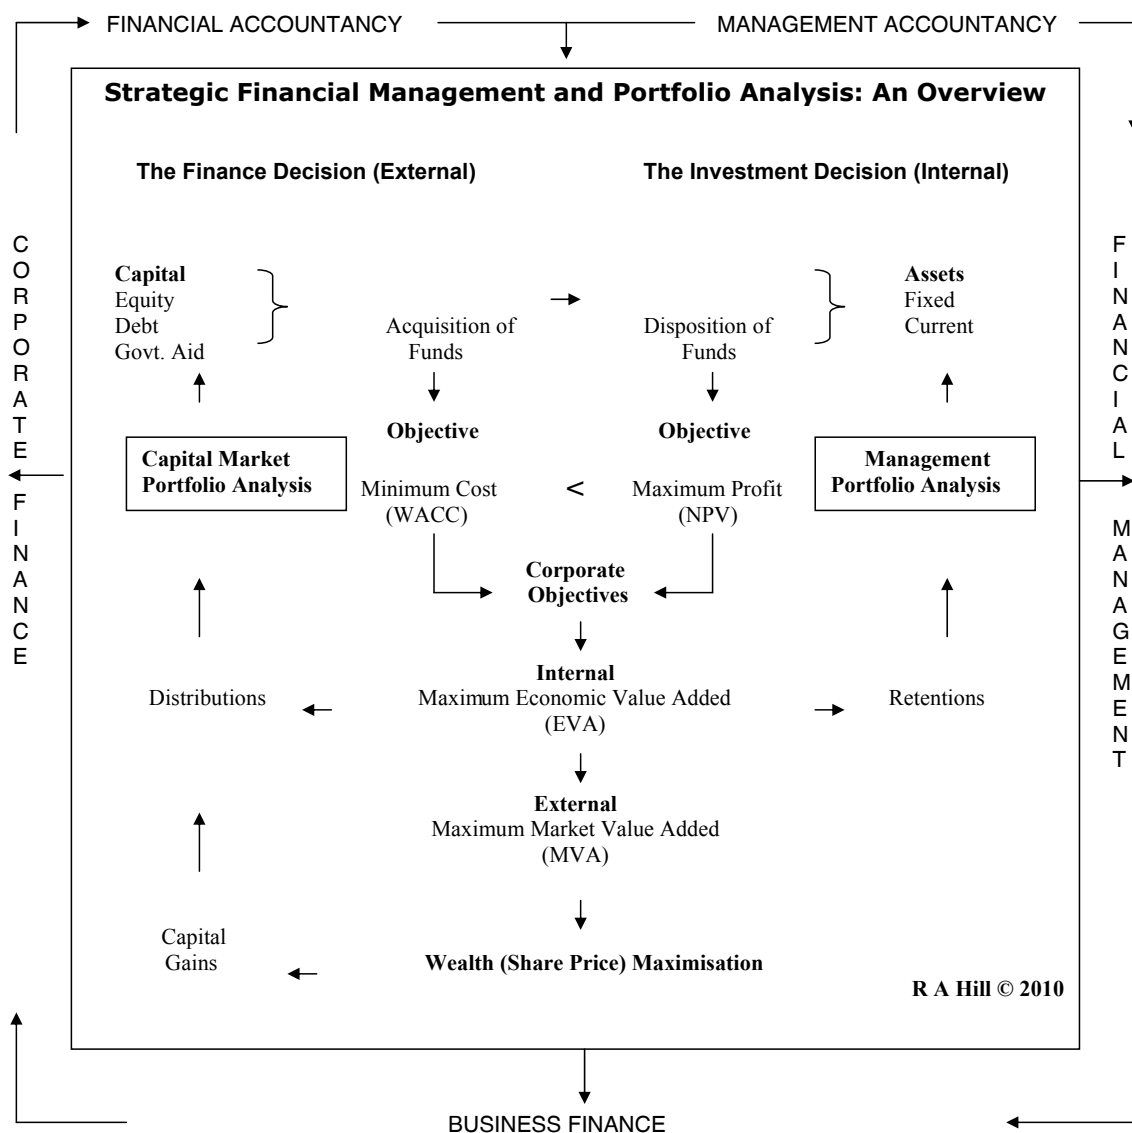 FINANCIAL ACCOUNTANCY
MANAGEMENT ACCOUNTANCY
Strategic Financial Management and Portfolio Analysis: An Overview
The Finance Decision (External)
The Investment Decision (Internal)
CORPORATE FINANCE
Capital
Equity
Debt
Govt. Aid
Acquisition of
Funds
Disposition of
Funds
Assets
Fixed
Current
FINANCIAL MANAGEMENT
Objective
Objective
Capital Market
Portfolio Analysis
Minimum Cost
(WACC)
<
Maximum Profit
(NPV)
Management
Portfolio Analysis
Corporate
Objectives
Internal
Maximum Economic Value Added
(EVA)
Distributions
Retentions
External
Maximum Market Value Added
(MVA)
Capital
Gains
Wealth (Share Price) Maximisation
R A Hill © 2010
BUSINESS FINANCE